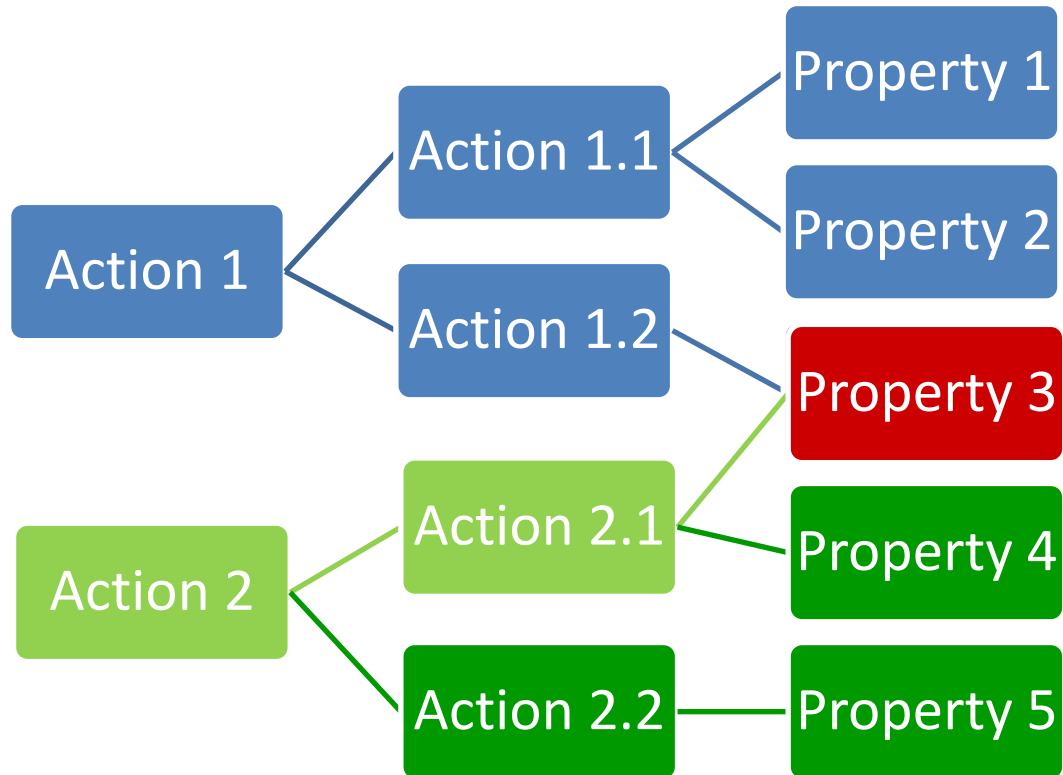 Action 1
Action 1.1
Property 1
Property 2
Action 1.2
Property 3
Action 2
Action 2.1
Property 4
Action 2.2
Property 5